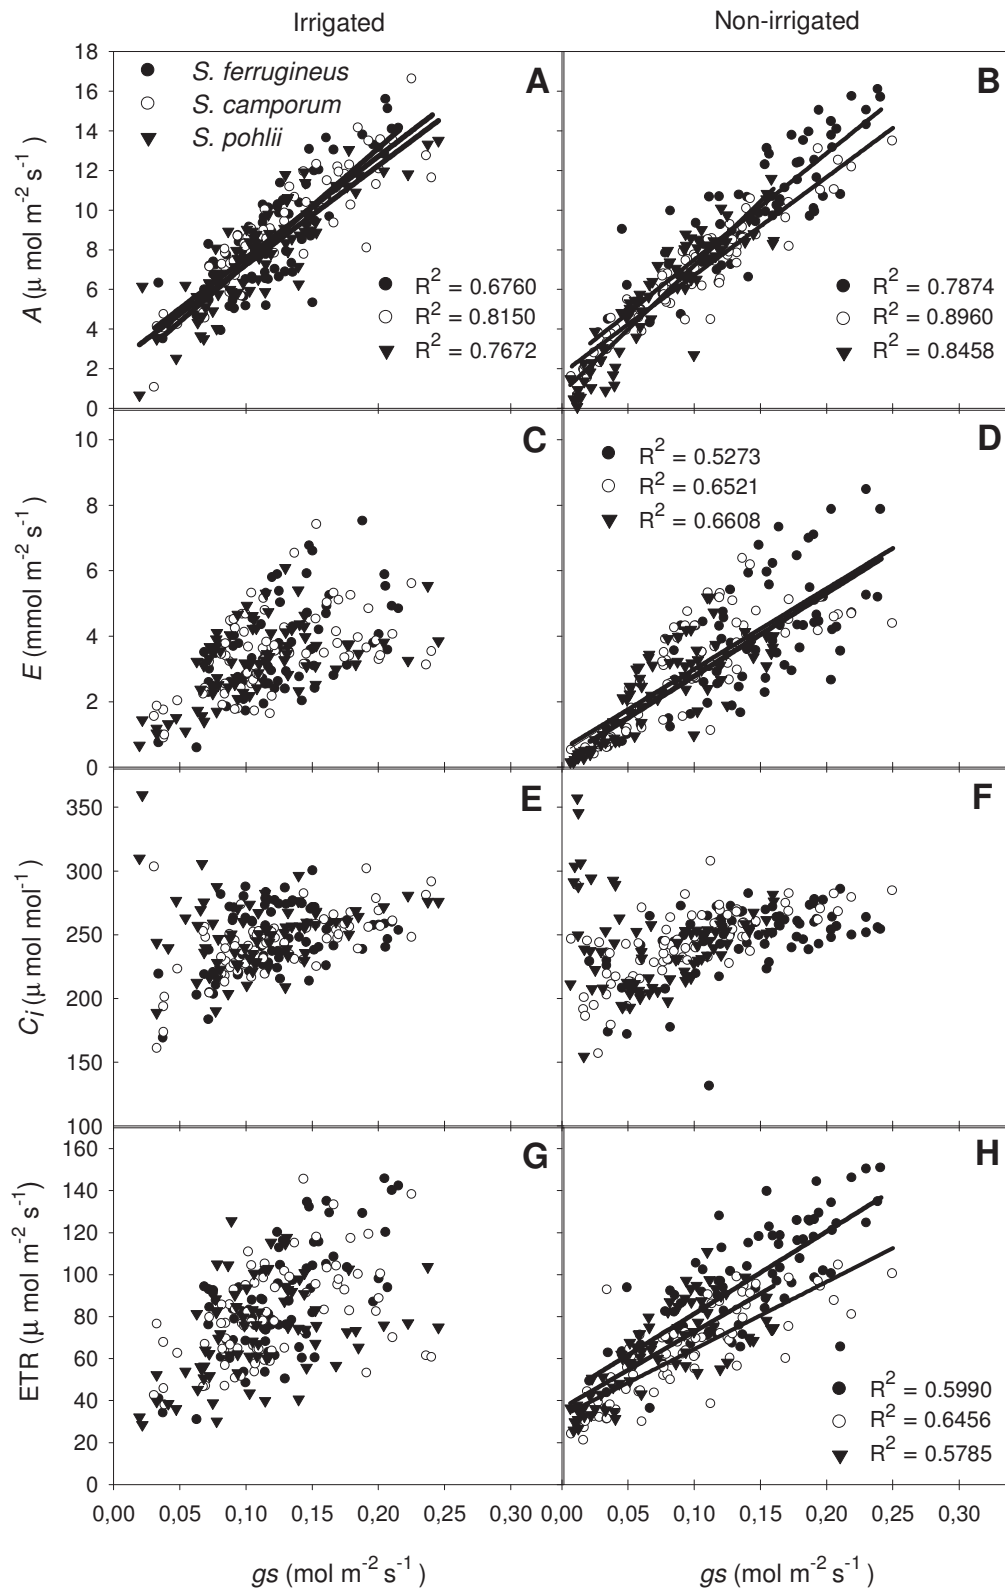 Irrigated
Non-irrigated
18
16
14
12
10
8
6
4
2
0
A (µ mol m⁻² s⁻¹ )
S. ferrugineus
S. camporum
S. pohlii
A
R² = 0.6760
R² = 0.8150
R² = 0.7672
B
R² = 0.7874
R² = 0.8960
R² = 0.8458
10
8
6
4
2
0
E (mmol m⁻² s⁻¹ )
C
D
R² = 0.5273
R² = 0.6521
R² = 0.6608
350
300
250
200
150
100
Cᵢ (µ mol mol⁻¹ )
E
F
160
140
120
100
80
60
40
20
0
ETR (µ mol m⁻² s⁻¹)
G
H
R² = 0.5990
R² = 0.6456
R² = 0.5785
0,00 0,05 0,10 0,15 0,20 0,25 0,30
0,00 0,05 0,10 0,15 0,20 0,25 0,30
gs (mol m⁻² s⁻¹)
gs (mol m⁻² s⁻¹)